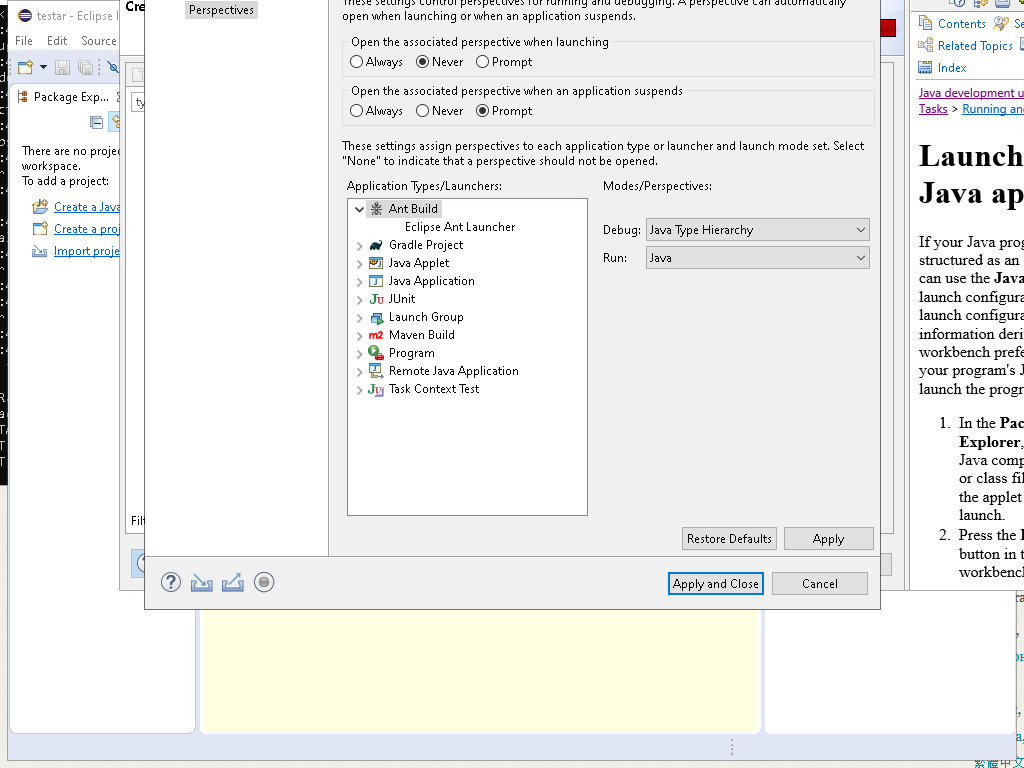 testar - Eclipse
Cre
File Edit Source
Package Exp...
There are no proje
workspace.
To add a project:
Create a Java
Create a proj
Import proje
ty
Filt
Perspectives
These settings control perspectives for running and debugging. A perspective can automatically
open when launching or when an application suspends.
Open the associated perspective when launching
Always Never Prompt
Open the associated perspective when an application suspends
Always Never Prompt
These settings assign perspectives to each application type or launcher and launch mode set. Select
"None" to indicate that a perspective should not be opened.
Application Types/Launchers:
Modes/Perspectives:
Ant Build
Eclipse Ant Launcher
Gradle Project
Java Applet
Java Application
JUnit
Launch Group
Maven Build
Program
Remote Java Application
Task Context Test
Debug: Java Type Hierarchy
Run: Java
Restore Defaults Apply
Apply and Close Cancel
Contents Se
Related Topics
Index
Java development u
Tasks > Running and
Launch
Java ap
If your Java prog
structured as an
can use the Java
launch configura
launch configura
information deri
workbench prefe
your program's J
launch the progr
1. In the Pac
Explorer,
Java comp
or class fil
the applet
launch.
2. Press the
button in t
workbench
繁體中文